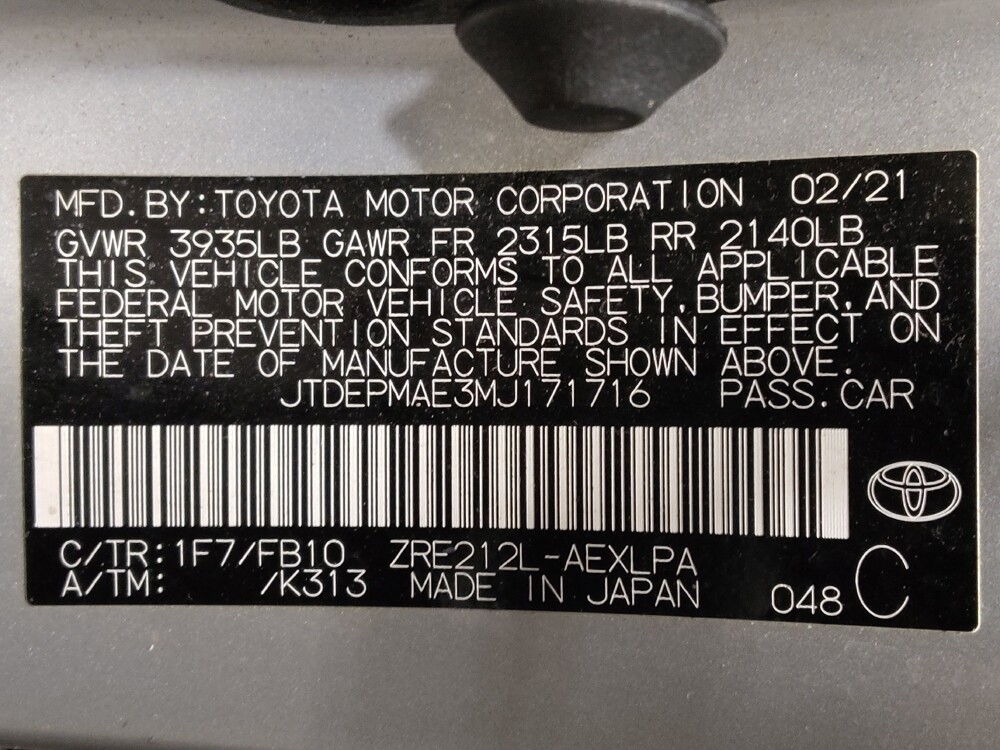 MFD.BY:TOYOTA MOTOR CORPORATION 02/21
GVWR 3935LB GAWR FR 2315LB RR 2140LB
THIS VEHICLE CONFORMS TO ALL APPLICABLE
FEDERAL MOTOR VEHICLE SAFETY,BUMPER,AND
THEFT PREVENTION STANDARDS IN EFFECT ON
THE DATE OF MANUFACTURE SHOWN ABOVE.
JTDEPMAE3MJ171716 PASS.CAR
C/TR:1F7/FB10 ZRE212L-AEXLPA
A/TM: /K313 MADE IN JAPAN 048 C